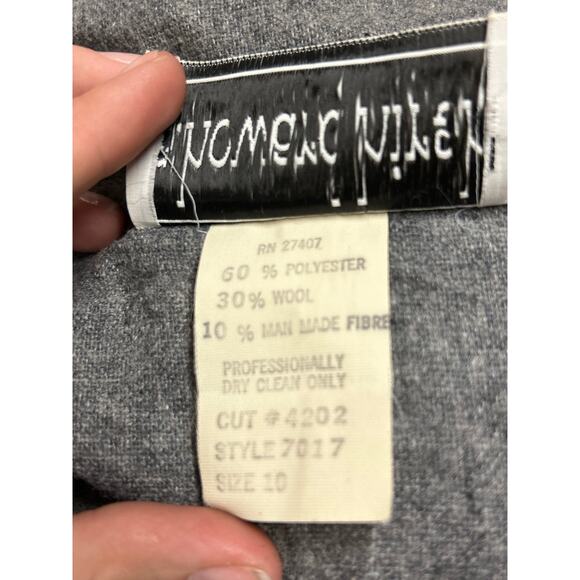 RN 27407
60 % POLYESTER
30% WOOL
10 % MAN MADE FIBRE
PROFESSIONALLY
DRY CLEAN ONLY
CUT # 4202
STYLE 7017
SIZE 10